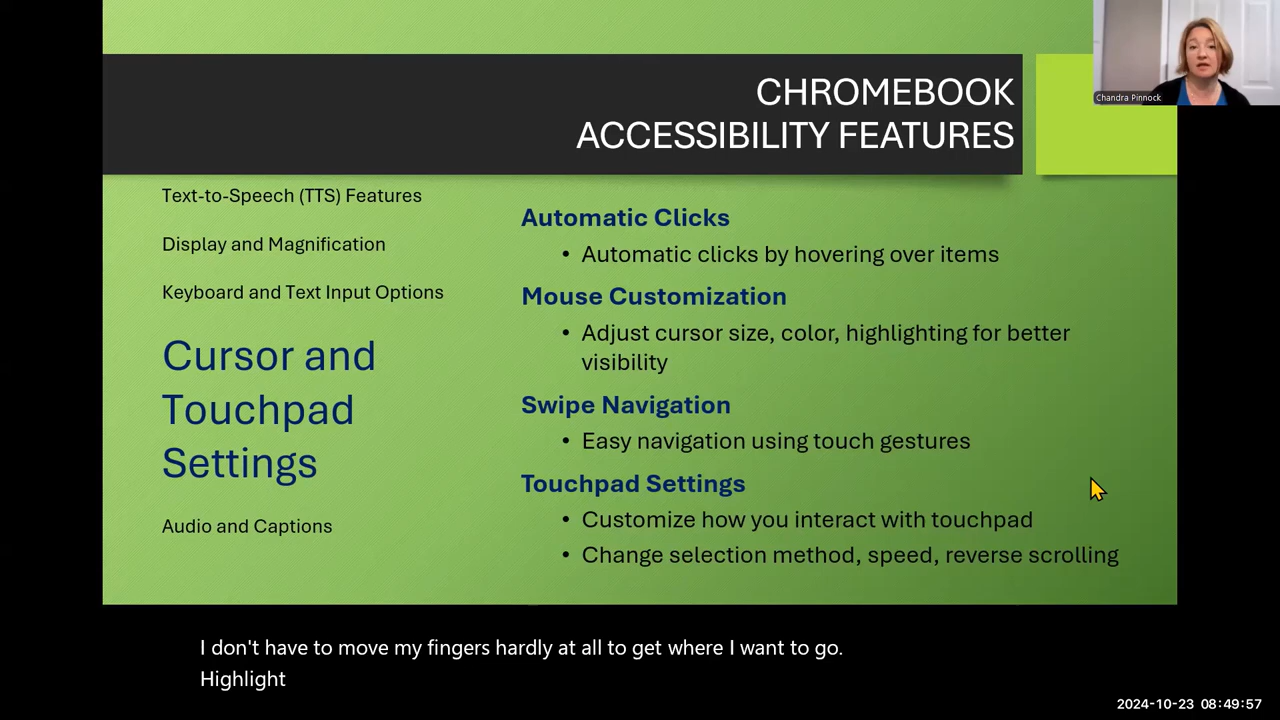 CHROMEBOOK
ACCESSIBILITY FEATURES
Chandra Pinnock
Text-to-Speech (TTS) Features
Display and Magnification
Keyboard and Text Input Options
Cursor and
Touchpad
Settings
Audio and Captions
Automatic Clicks
• Automatic clicks by hovering over items
Mouse Customization
• Adjust cursor size, color, highlighting for better
visibility
Swipe Navigation
• Easy navigation using touch gestures
Touchpad Settings
• Customize how you interact with touchpad
• Change selection method, speed, reverse scrolling
I don't have to move my fingers hardly at all to get where I want to go.
Highlight
2024-10-23 08:49:57